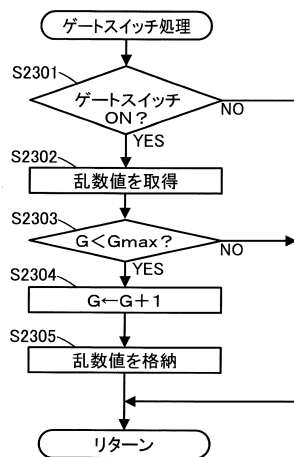 ゲートスイッチ処理
S2301
ゲートスイッチ
ON?
NO
YES
S2302
乱数値を取得
S2303
G<Gmax?
NO
YES
S2304
G←G+1
S2305
乱数値を格納
リターン